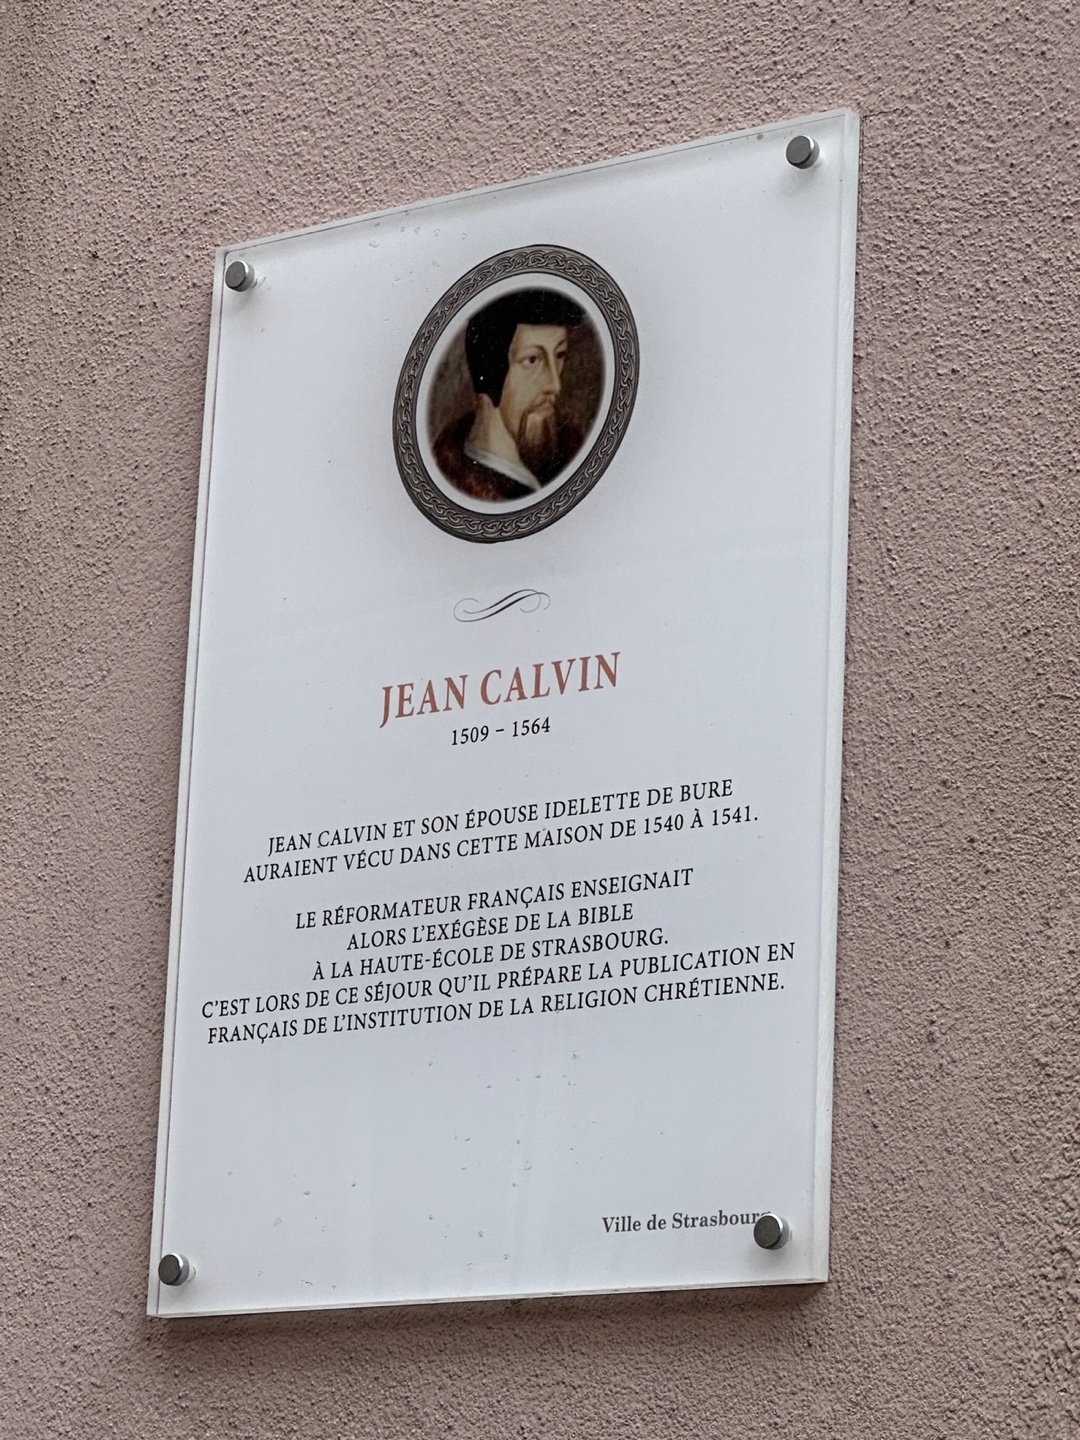 JEAN CALVIN
1509 – 1564
JEAN CALVIN ET SON ÉPOUSE IDELETTE DE BURE
AURAIENT VÉCU DANS CETTE MAISON DE 1540 À 1541.
LE RÉFORMATEUR FRANÇAIS ENSEIGNAIT
ALORS L'EXÉGÈSE DE LA BIBLE
À LA HAUTE-ÉCOLE DE STRASBOURG.
C'EST LORS DE CE SÉJOUR QU'IL PRÉPARE LA PUBLICATION EN
FRANÇAIS DE L'INSTITUTION DE LA RELIGION CHRÉTIENNE.
Ville de Strasbourg